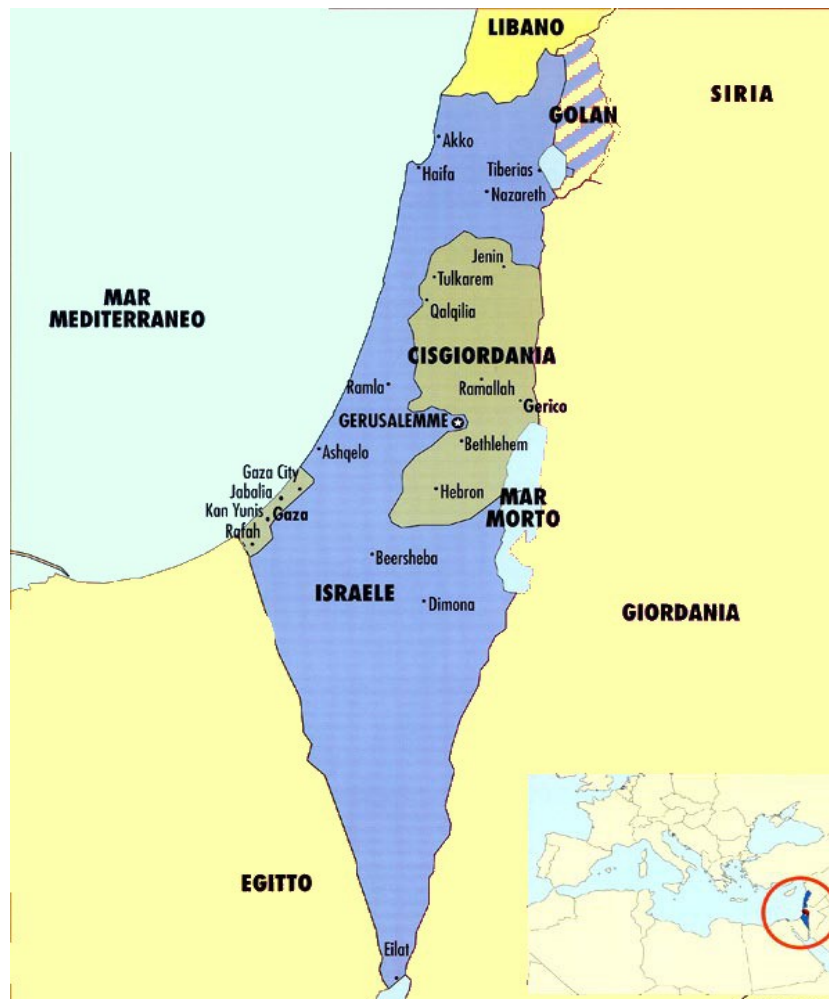 LIBANO
GOLAN
SIRIA
Akko
Haifa
Tiberias
Nazareth
Jenin
Tulkarem
Qalqilia
MAR
MEDITERRANEO
CISGIORDANIA
Ramla
Ramallah
Gerico
GERUSALEMME
Bethlehem
Ashqelo
Gaza City
Jabalia
Kan Yunis
Gaza
Rafah
Hebron
MAR
MORTO
Beersheba
ISRAELE
Dimona
GIORDANIA
EGITTO
Eilat